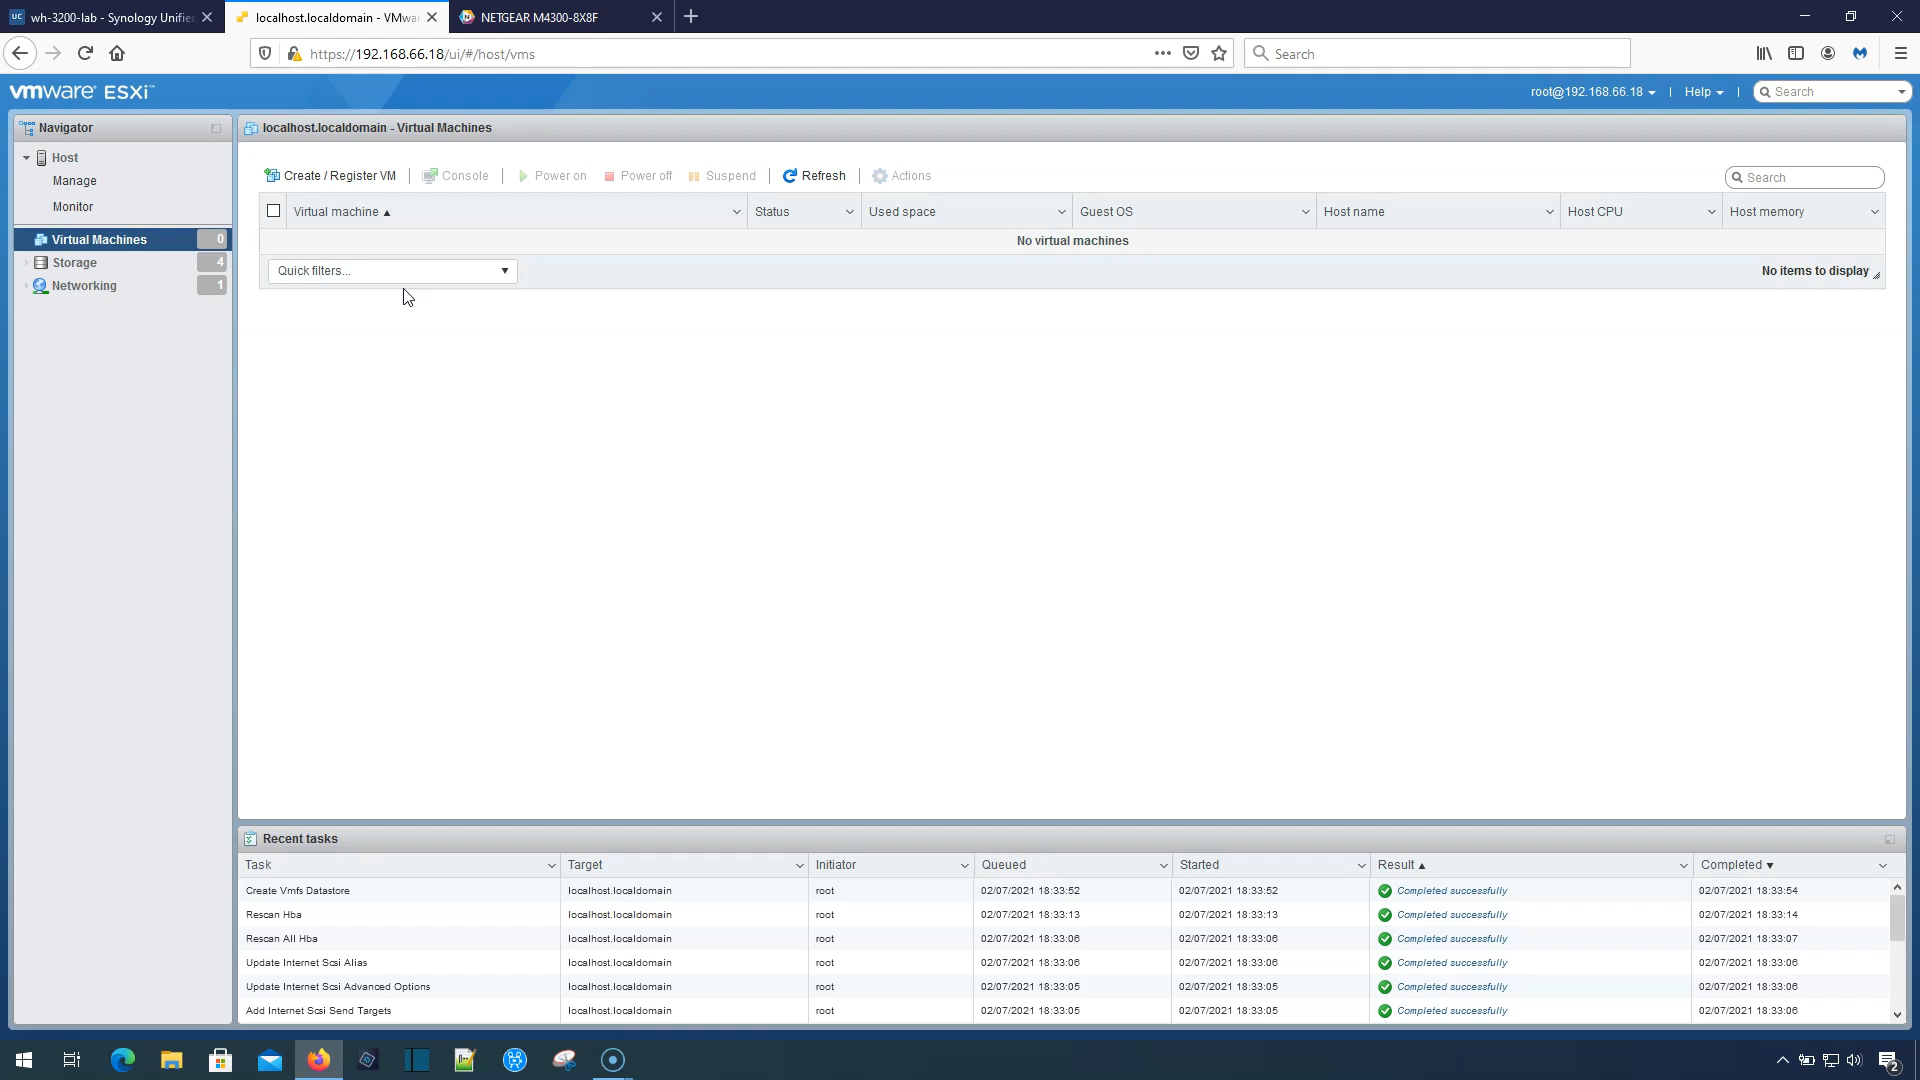 wh-3200-lab - Synology Unifie
localhost.localdomain - VMwa
NETGEAR M4300-8X8F
https://192.168.66.18/ui/#/host/vms
Search
vmware ESXi™
root@192.168.66.18
Help
Search
Navigator
Host
Manage
Monitor
Virtual Machines 0
Storage 4
Networking 1
localhost.localdomain - Virtual Machines
Create / Register VM
Console
Power on
Power off
Suspend
Refresh
Actions
Search
Virtual machine Status Used space Guest OS Host name Host CPU Host memory
No virtual machines
Quick filters...
No items to display
Recent tasks
Task Target Initiator Queued Started Result Completed
Create Vmfs Datastore localhost.localdomain root 02/07/2021 18:33:52 02/07/2021 18:33:52 Completed successfully 02/07/2021 18:33:54
Rescan Hba localhost.localdomain root 02/07/2021 18:33:13 02/07/2021 18:33:13 Completed successfully 02/07/2021 18:33:14
Rescan All Hba localhost.localdomain root 02/07/2021 18:33:06 02/07/2021 18:33:06 Completed successfully 02/07/2021 18:33:07
Update Internet Scsi Alias localhost.localdomain root 02/07/2021 18:33:06 02/07/2021 18:33:06 Completed successfully 02/07/2021 18:33:06
Update Internet Scsi Advanced Options localhost.localdomain root 02/07/2021 18:33:05 02/07/2021 18:33:05 Completed successfully 02/07/2021 18:33:06
Add Internet Scsi Send Targets localhost.localdomain root 02/07/2021 18:33:05 02/07/2021 18:33:05 Completed successfully 02/07/2021 18:33:06
2